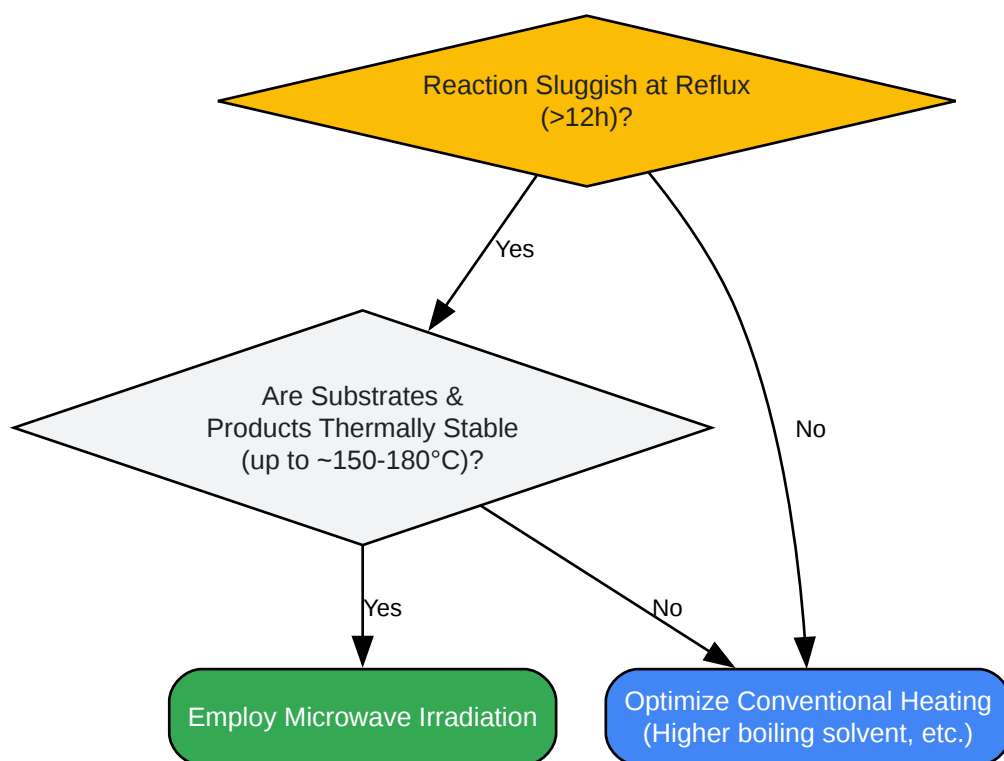 Reaction Sluggish at Reflux
(>12h)?
Yes
Are Substrates &
Products Thermally Stable
(up to ~150-180°C)?
No
Yes
No
Employ Microwave Irradiation
Optimize Conventional Heating
(Higher boiling solvent, etc.)